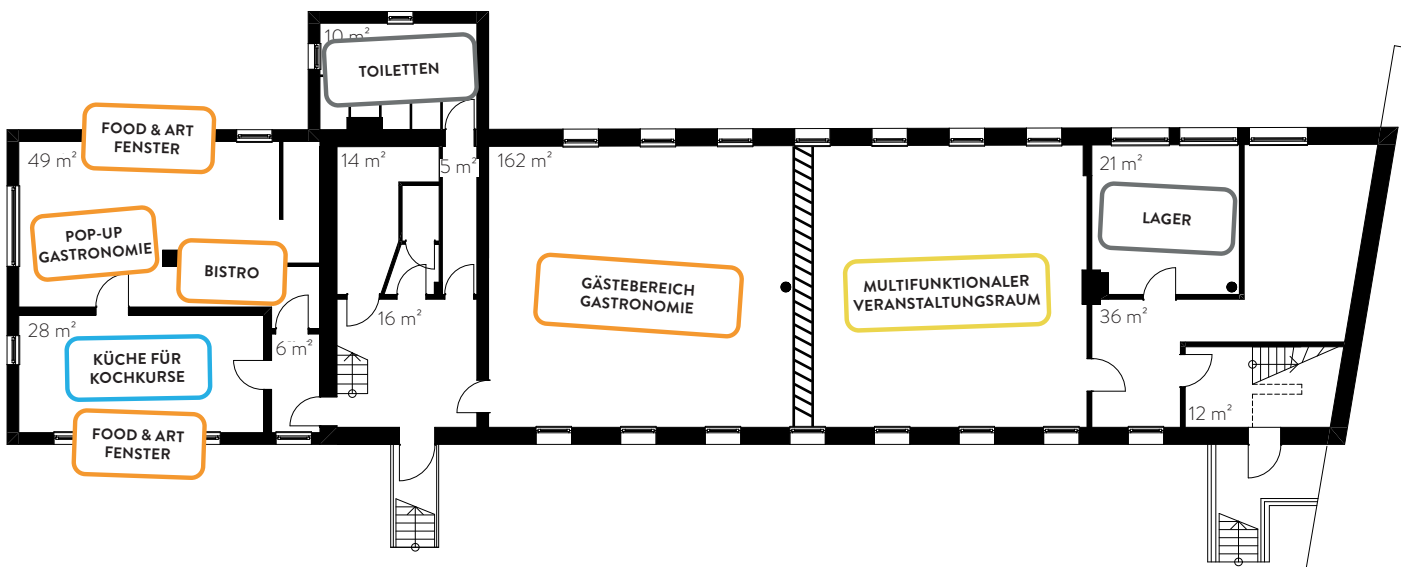 10 m²
TOILETTEN
FOOD & ART
FENSTER
49 m²
14 m²
5 m²
162 m²
21 m²
POP-UP
GASTRONOMIE
BISTRO
LAGER
GÄSTEBEREICH
GASTRONOMIE
MULTIFUNKTIONALER
VERANSTALTUNGSRAUM
28 m²
6 m²
16 m²
36 m²
KÜCHE FÜR
KOCHKURSE
12 m²
FOOD & ART
FENSTER